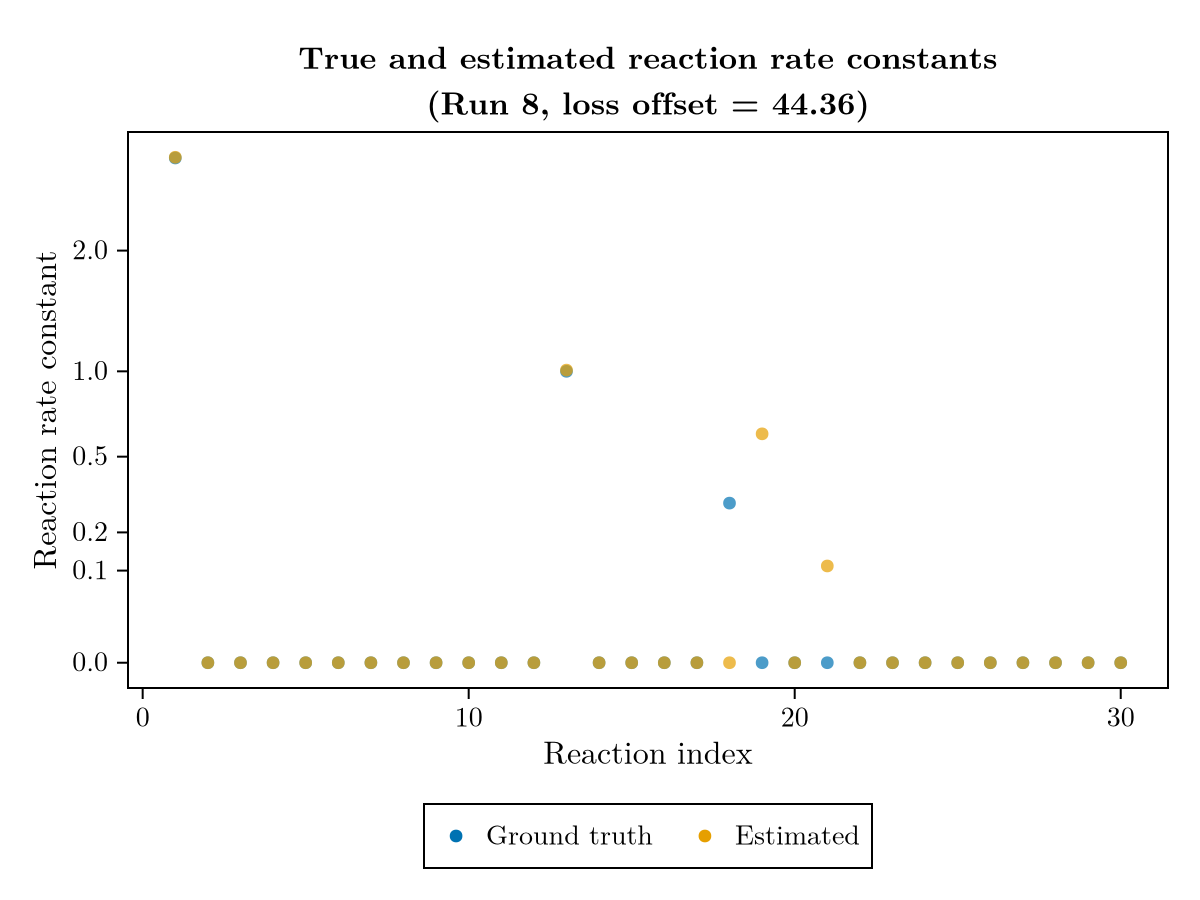 True and estimated reaction rate constants
(Run 8, loss offset = 44.36)
Reaction rate constant
2.0
1.0
0.5
0.2
0.1
0.0
0
10
20
30
Reaction index
Ground truth
Estimated